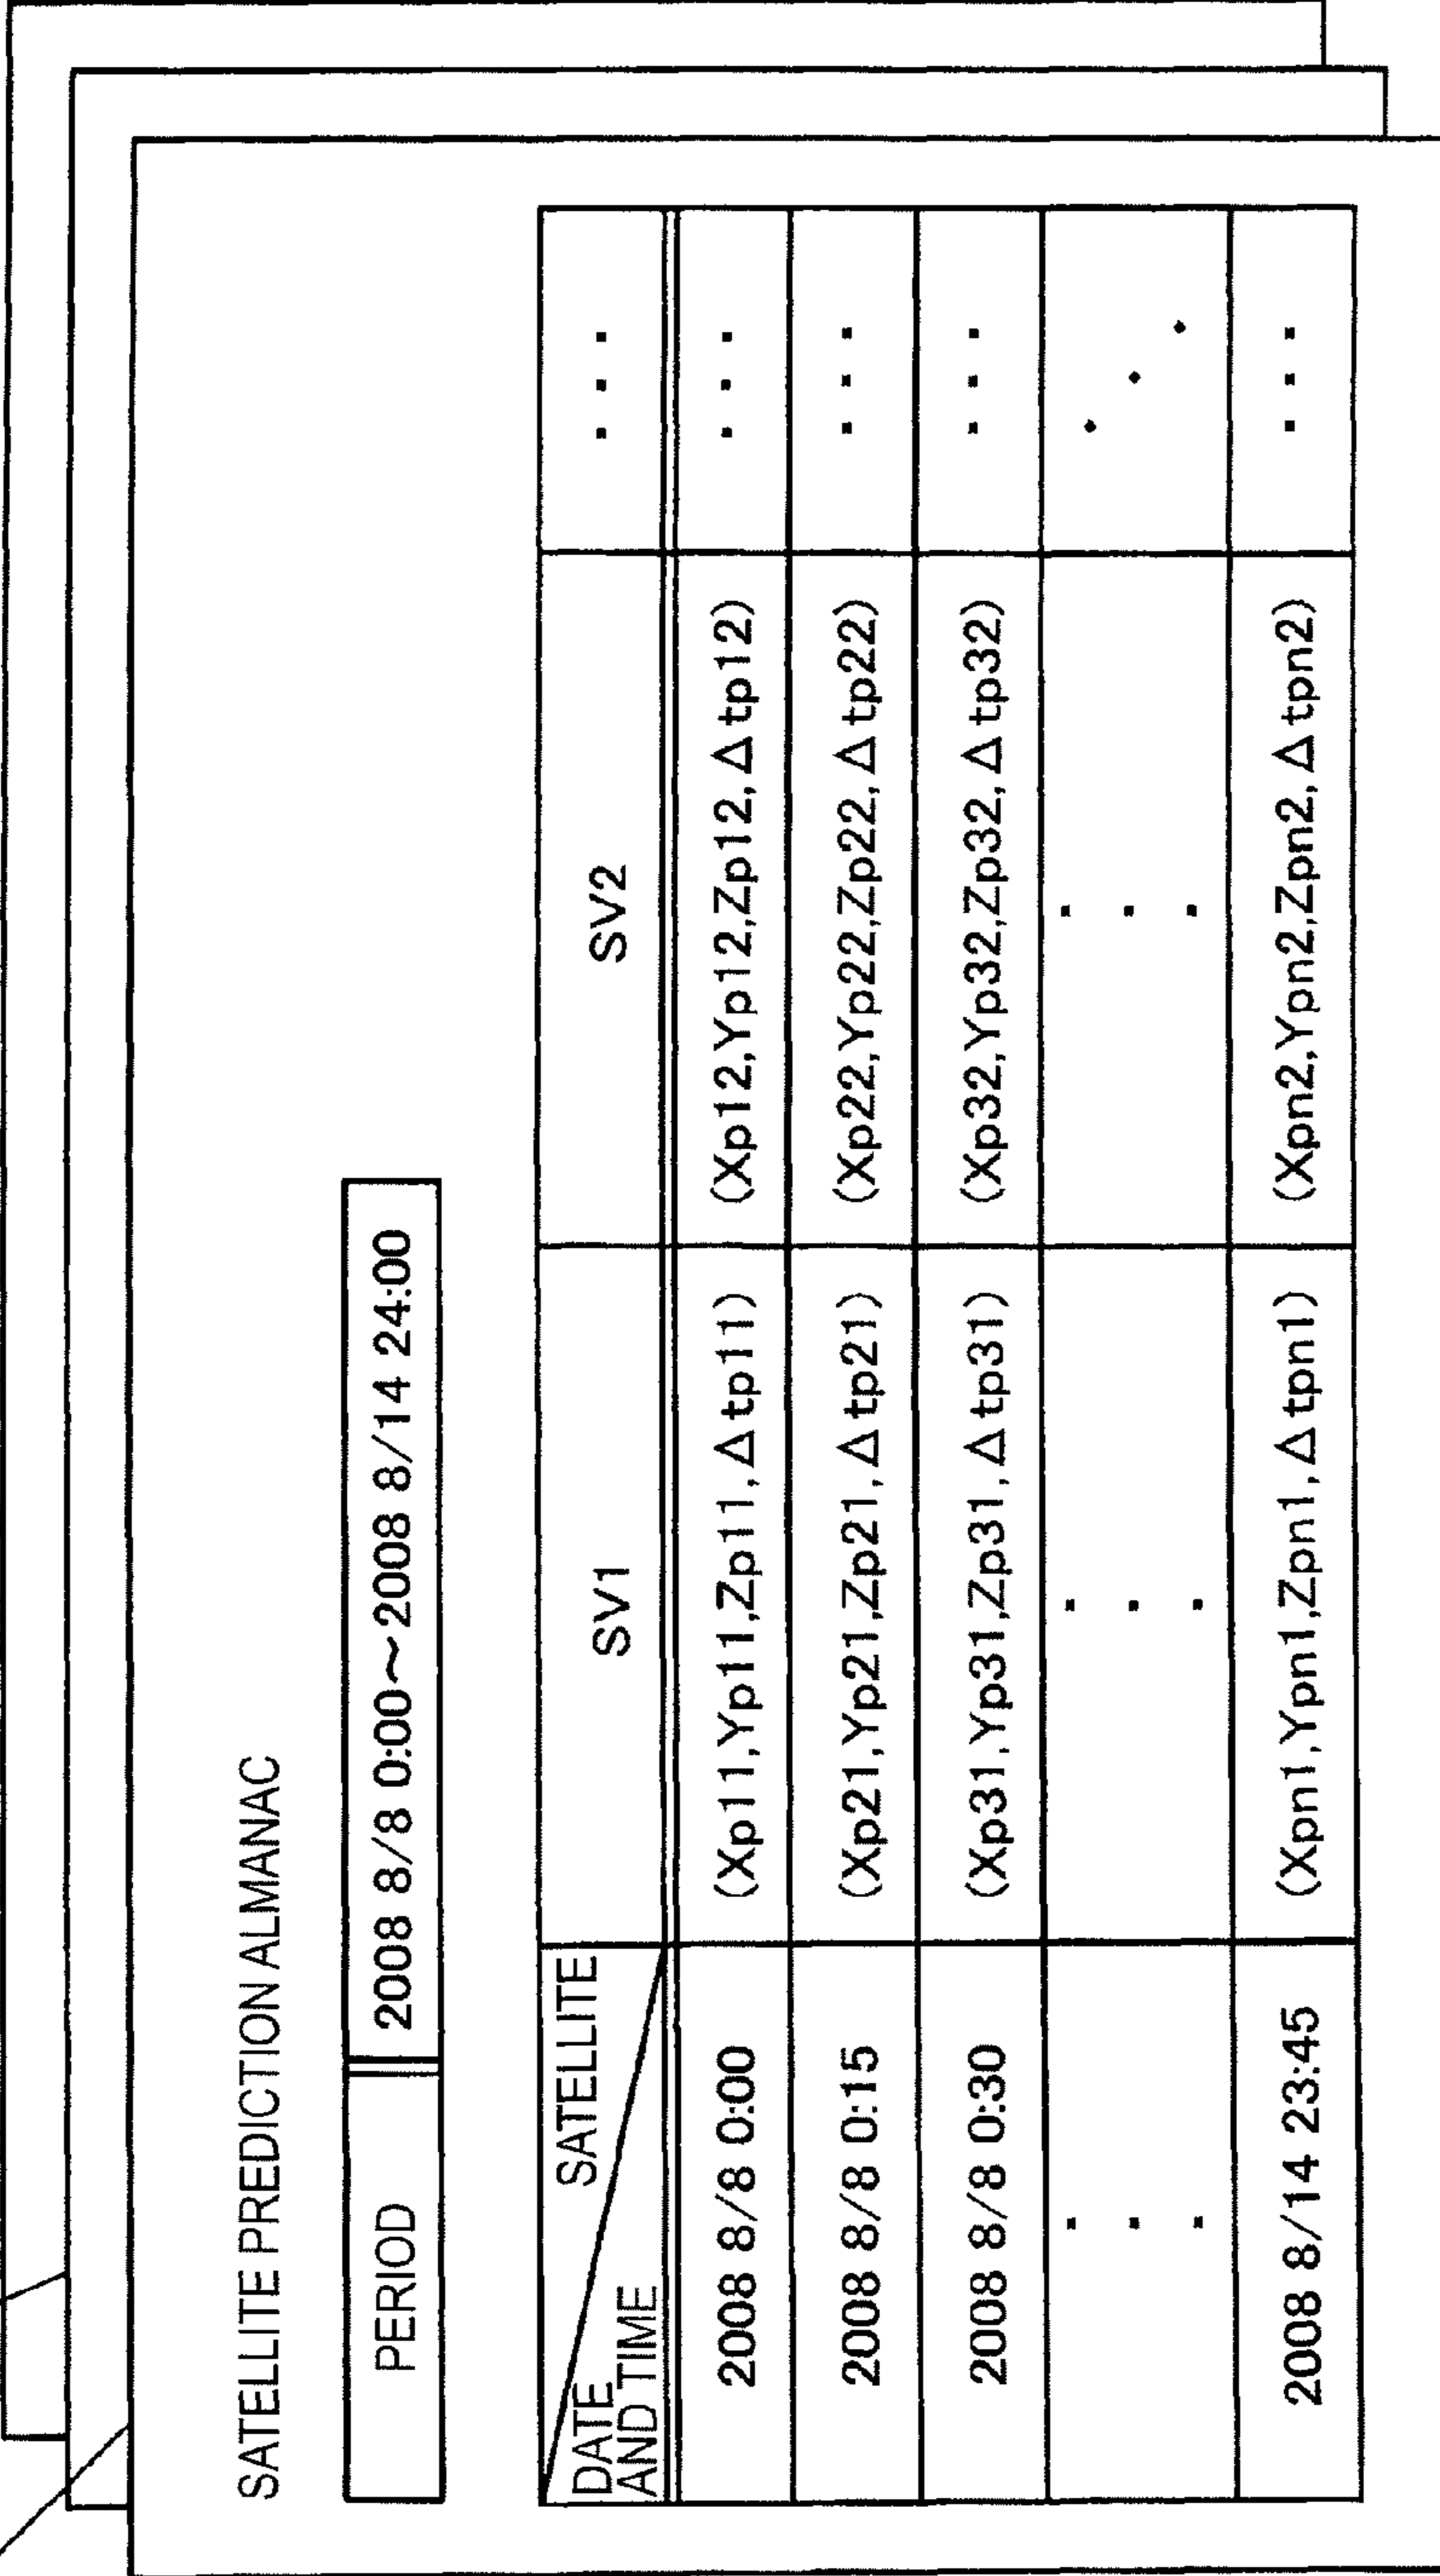 SATELLITE PREDICTION ALMANAC
PERIOD 2008 8/8 0:00～2008 8/14 24:00
SATELLITE
DATE
AND TIME
SV1 SV2 ...
2008 8/8 0:00 (Xp11,Yp11,Zp11,Δtp11) (Xp12,Yp12,Zp12,Δtp12) ...
2008 8/8 0:15 (Xp21,Yp21,Zp21,Δtp21) (Xp22,Yp22,Zp22,Δtp22) ...
2008 8/8 0:30 (Xp31,Yp31,Zp31,Δtp31) (Xp32,Yp32,Zp32,Δtp32) ...
2008 8/14 23:45 (Xpn1,Ypn1,Zpn1,Δtpn1) (Xpn2,Ypn2,Zpn2,Δtpn2) ...